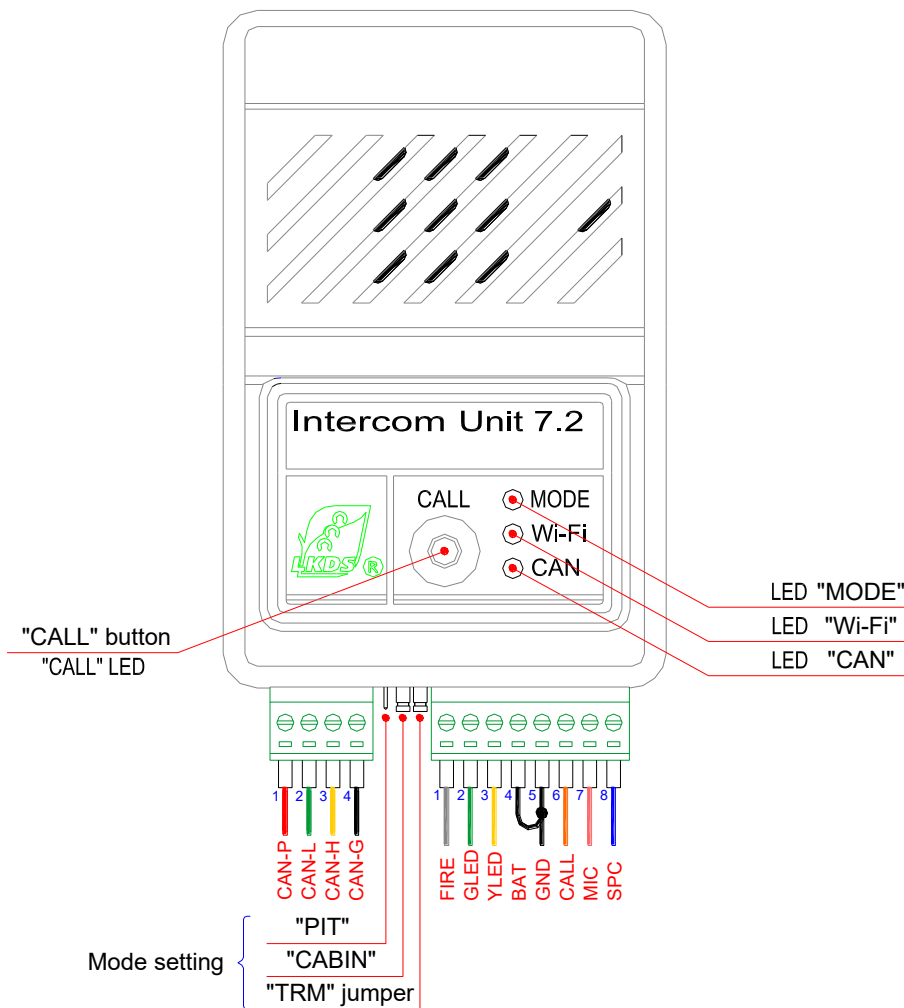 Intercom Unit 7.2
CALL
MODE
Wi-Fi
CAN
LKDS ®
LED "MODE"
LED "Wi-Fi"
LED "CAN"
"CALL" button
"CALL" LED
1 2 3 4
1 2 3 4 5 6 7 8
CAN-P
CAN-L
CAN-H
CAN-G
FIRE
GLED
YLED
BAT
GND
CALL
MIC
SPC
Mode setting
"PIT"
"CABIN"
"TRM" jumper